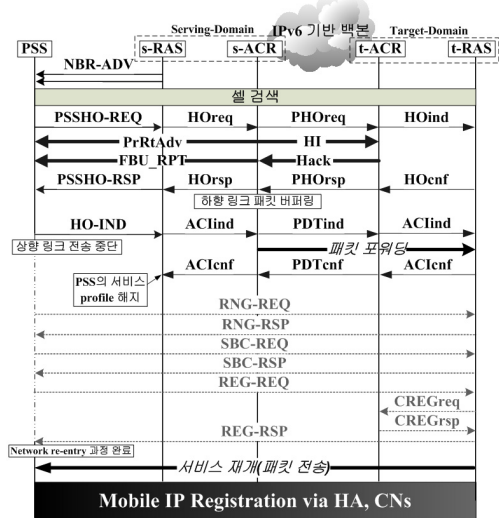 Serving-Domain IPv6 기반 백본 Target-Domain
PSS s-RAS s-ACR t-ACR t-RAS
NBR-ADV
셀 검색
PSSHO-REQ HOreq PHOreq HOind
PrRtAdv HI
FBU_RPT Hack
PSSHO-RSP HOrsp PHOrsp HOcnf
하향 링크 패킷 버퍼링
HO-IND ACIind PDTind ACIind
상향 링크 전송 중단 패킷 포워딩
ACIcnf PDTcnf ACIcnf
PSS의 서비스
profile 해지
RNG-REQ
RNG-RSP
SBC-REQ
SBC-RSP
REG-REQ
CREGreq
CREGrsp
REG-RSP
Network re-entry 과정 완료
서비스 재개(패킷 전송)
Mobile IP Registration via HA, CNs